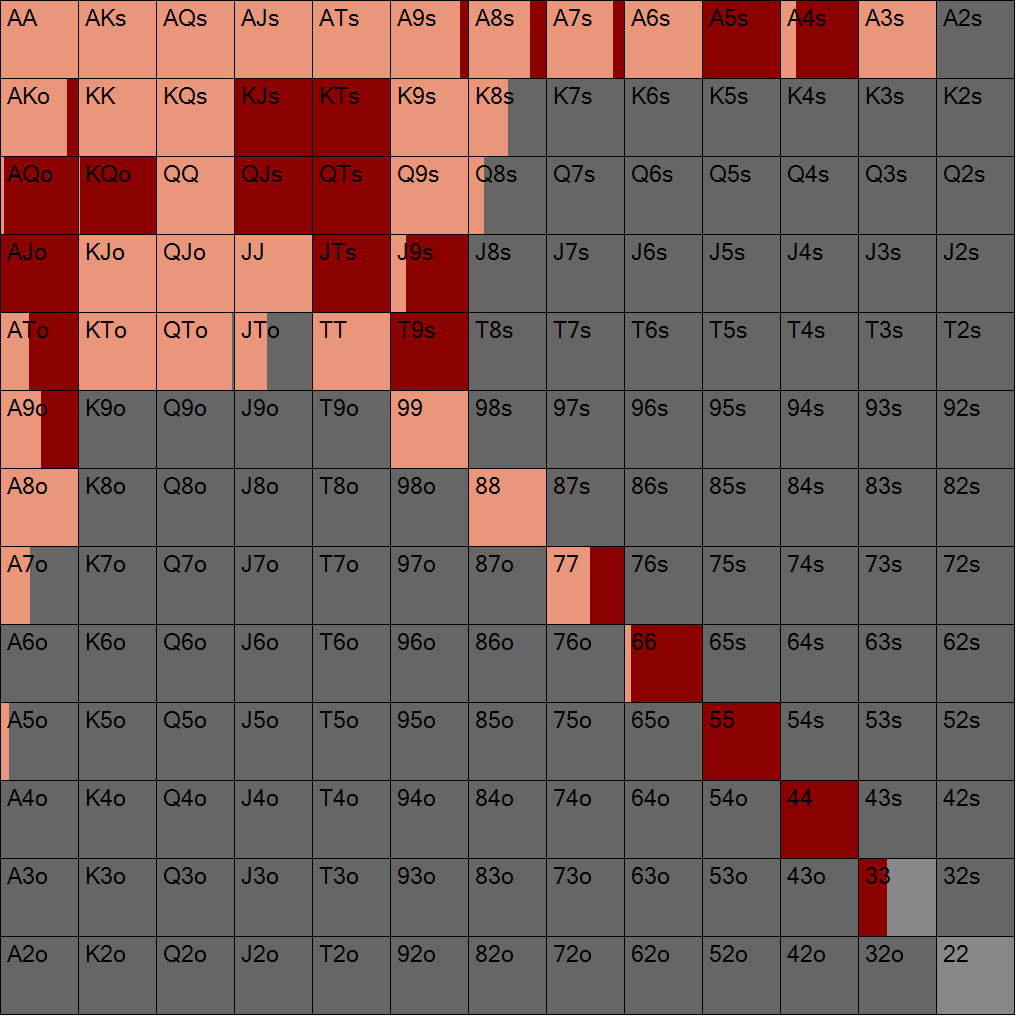 AA AKs AQs AJs ATs A9s A8s A7s A6s A5s A4s A3s A2s
AKo KK KQs KJs KTs K9s K8s K7s K6s K5s K4s K3s K2s
AQo KQo QQ QJs QTs Q9s Q8s Q7s Q6s Q5s Q4s Q3s Q2s
AJo KJo QJo JJ JTs J9s J8s J7s J6s J5s J4s J3s J2s
ATo KTo QTo JTo TT T9s T8s T7s T6s T5s T4s T3s T2s
A9o K9o Q9o J9o T9o 99 98s 97s 96s 95s 94s 93s 92s
A8o K8o Q8o J8o T8o 98o 88 87s 86s 85s 84s 83s 82s
A7o K7o Q7o J7o T7o 97o 87o 77 76s 75s 74s 73s 72s
A6o K6o Q6o J6o T6o 96o 86o 76o 66 65s 64s 63s 62s
A5o K5o Q5o J5o T5o 95o 85o 75o 65o 55 54s 53s 52s
A4o K4o Q4o J4o T4o 94o 84o 74o 64o 54o 44 43s 42s
A3o K3o Q3o J3o T3o 93o 83o 73o 63o 53o 43o 33 32s
A2o K2o Q2o J2o T2o 92o 82o 72o 62o 52o 42o 32o 22